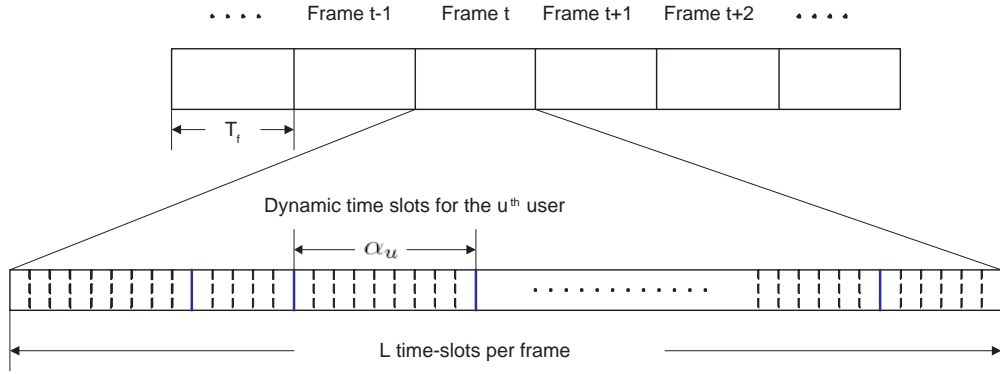 . . . . Frame t-1 Frame t Frame t+1 Frame t+2 . . . .
T_f
Dynamic time slots for the u^th user
α_u
. . . . . . . . . . . .
L time-slots per frame